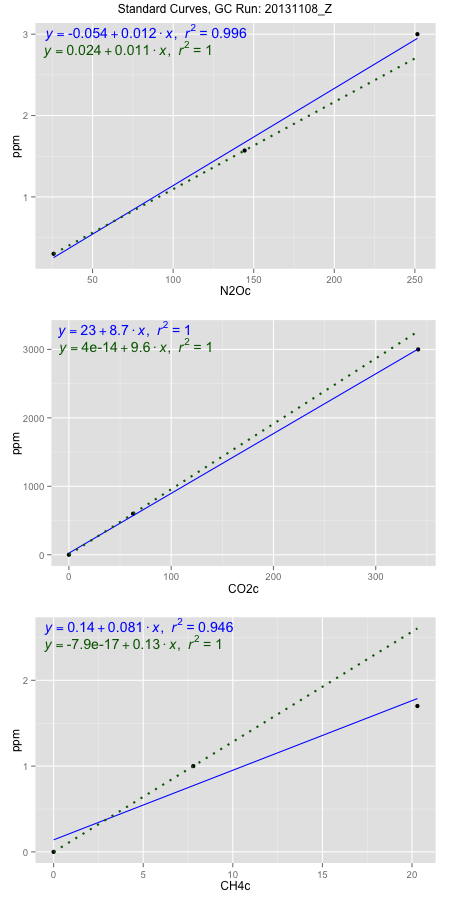 Standard Curves, GC Run: 20131108_Z
y = -0.054 + 0.012 · x,  r² = 0.996
y = 0.024 + 0.011 · x,  r² = 1
3
2
1
ppm
50 100 150 200 250
N2Oc
y = 23 + 8.7 · x,  r² = 1
y = 4e-14 + 9.6 · x,  r² = 1
3000
2000
1000
0
ppm
0 100 200 300
CO2c
y = 0.14 + 0.081 · x,  r² = 0.946
y = -7.9e-17 + 0.13 · x,  r² = 1
2
1
0
ppm
0 5 10 15 20
CH4c